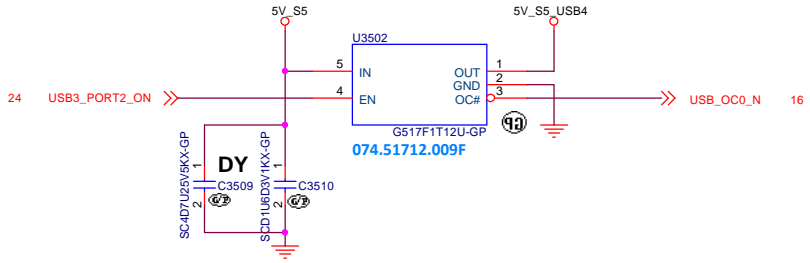 5V_S5
5V_S5_USB4
U3502
5
IN
OUT
1
GND
2
24
USB3_PORT2_ON
4
EN
OC#
3
USB_OC0_N
16
G517F1T12U-GP
GP
074.51712.009F
SC4D7U25V5KX-GP
1
2
DY
C3509
G/P
SCD1U6D3V1KX-GP
1
2
C3510
G/P